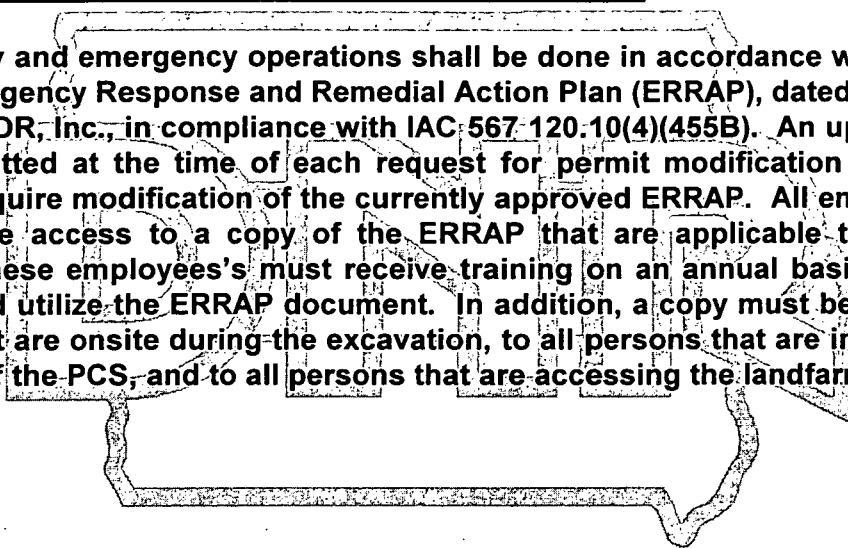 y and emergency operations shall be done in accordance w
gency Response and Remedial Action Plan (ERRAP), dated
DR, Inc., in compliance with IAC 567 120.10(4)(455B). An up
tted at the time of each request for permit modification
quire modification of the currently approved ERRAP. All en
e access to a copy of the ERRAP that are applicable t
nese employees's must receive training on an annual basi
d utilize the ERRAP document. In addition, a copy must be
t are onsite during the excavation, to all persons that are in
f the PCS, and to all persons that are accessing the landfarn
DNR